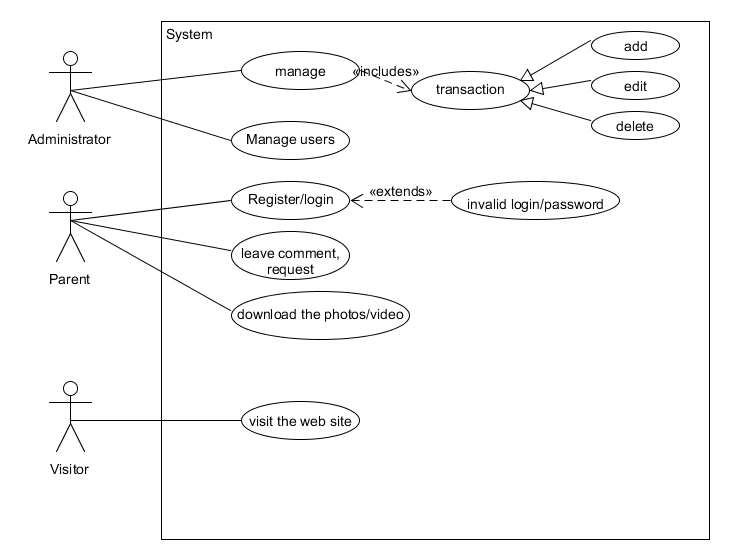 System
manage
«includes»
transaction
add
edit
delete
Administrator
Manage users
Register/login
«extends»
invalid login/password
leave comment,
request
Parent
download the photos/video
visit the web site
Visitor